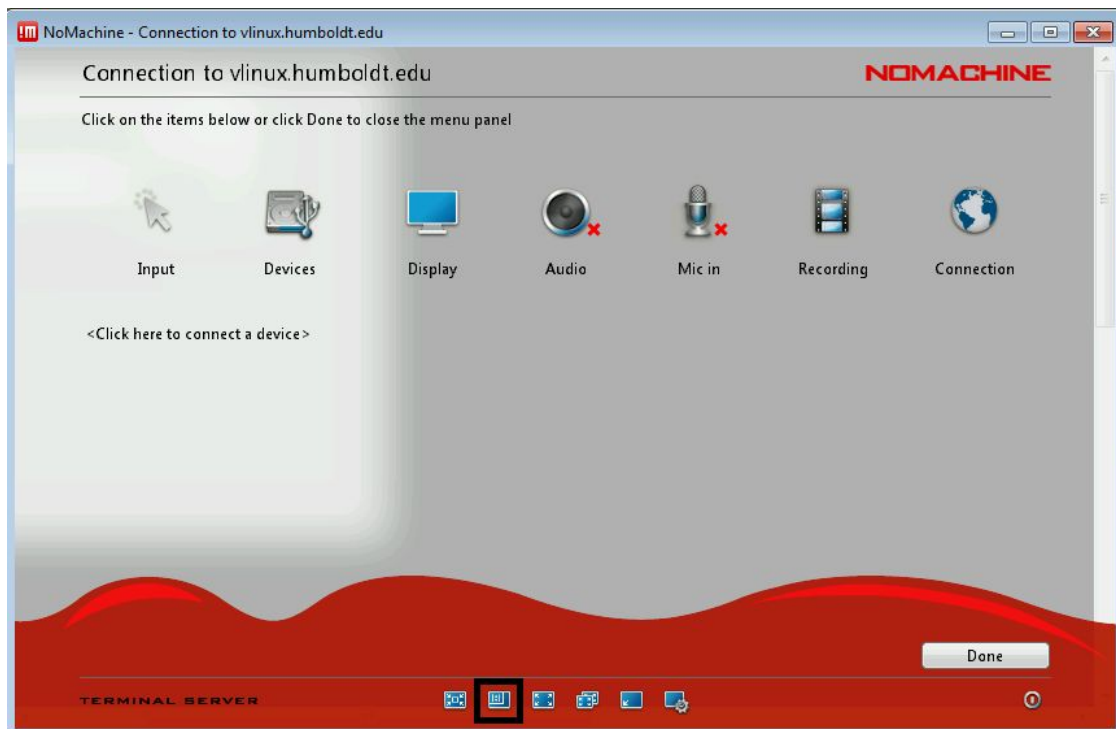 NoMachine - Connection to vlinux.humboldt.edu
Connection to vlinux.humboldt.edu
NOMACHINE
Click on the items below or click Done to close the menu panel
Input Devices Display Audio Mic in Recording Connection
<Click here to connect a device>
Done
TERMINAL SERVER